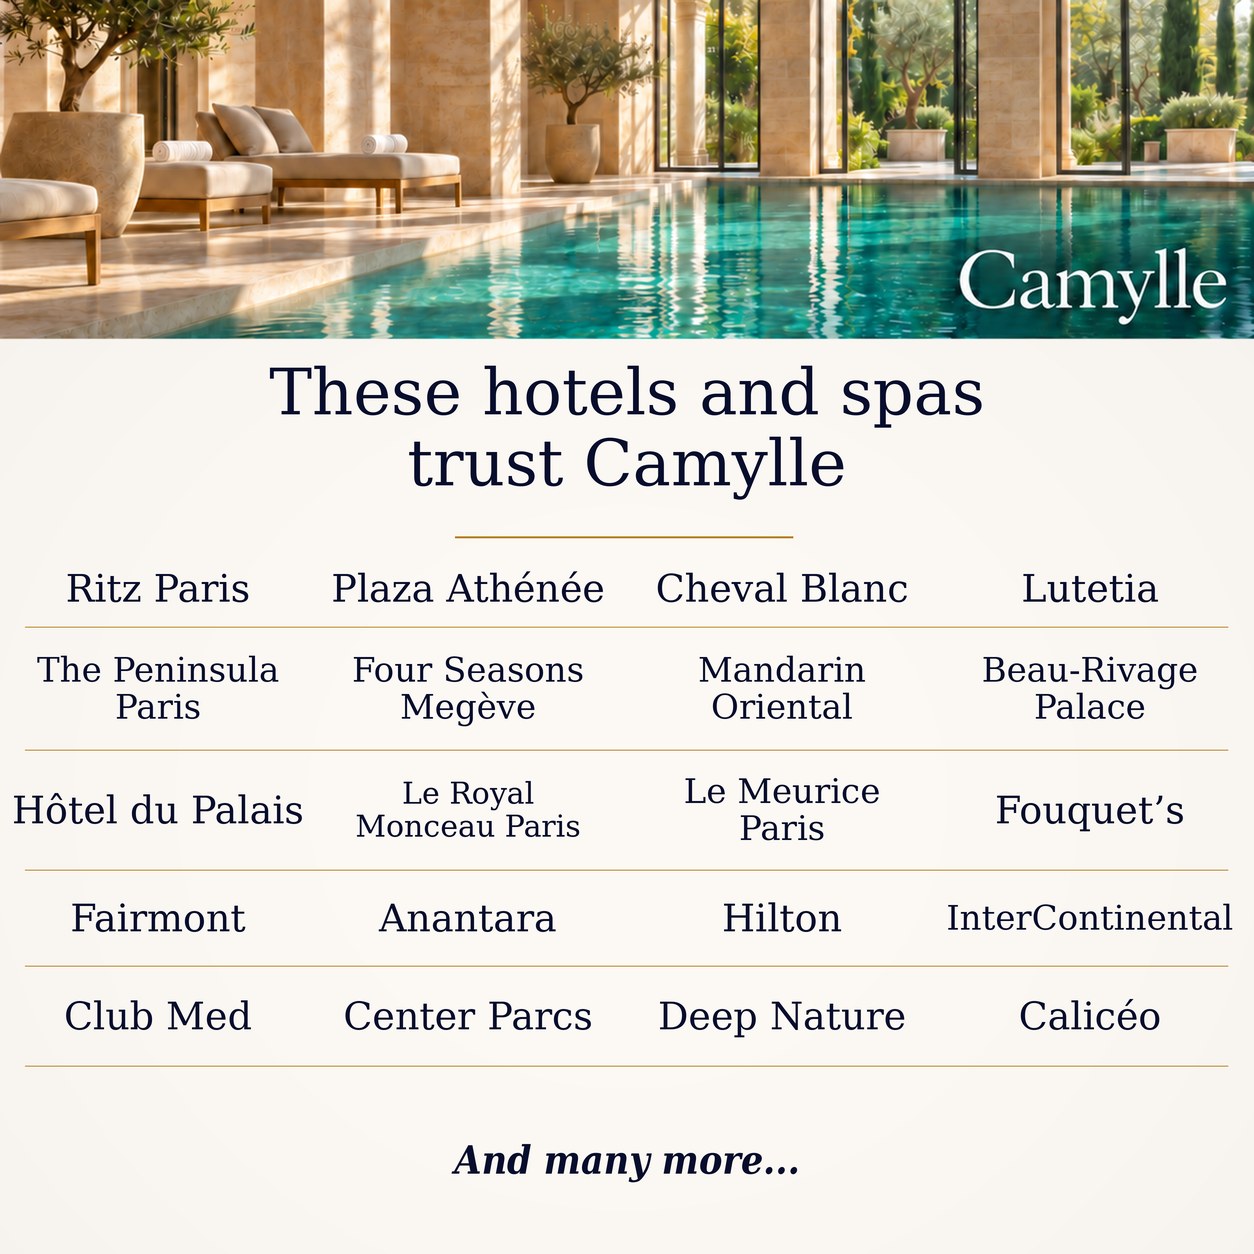 Camylle
These hotels and spas
trust Camylle
Ritz Paris
Plaza Athénée
Cheval Blanc
Lutetia
The Peninsula
Paris
Four Seasons
Megève
Mandarin
Oriental
Beau-Rivage
Palace
Hôtel du Palais
Le Royal
Monceau Paris
Le Meurice
Paris
Fouquet’s
Fairmont
Anantara
Hilton
InterContinental
Club Med
Center Parcs
Deep Nature
Calicéo
And many more...